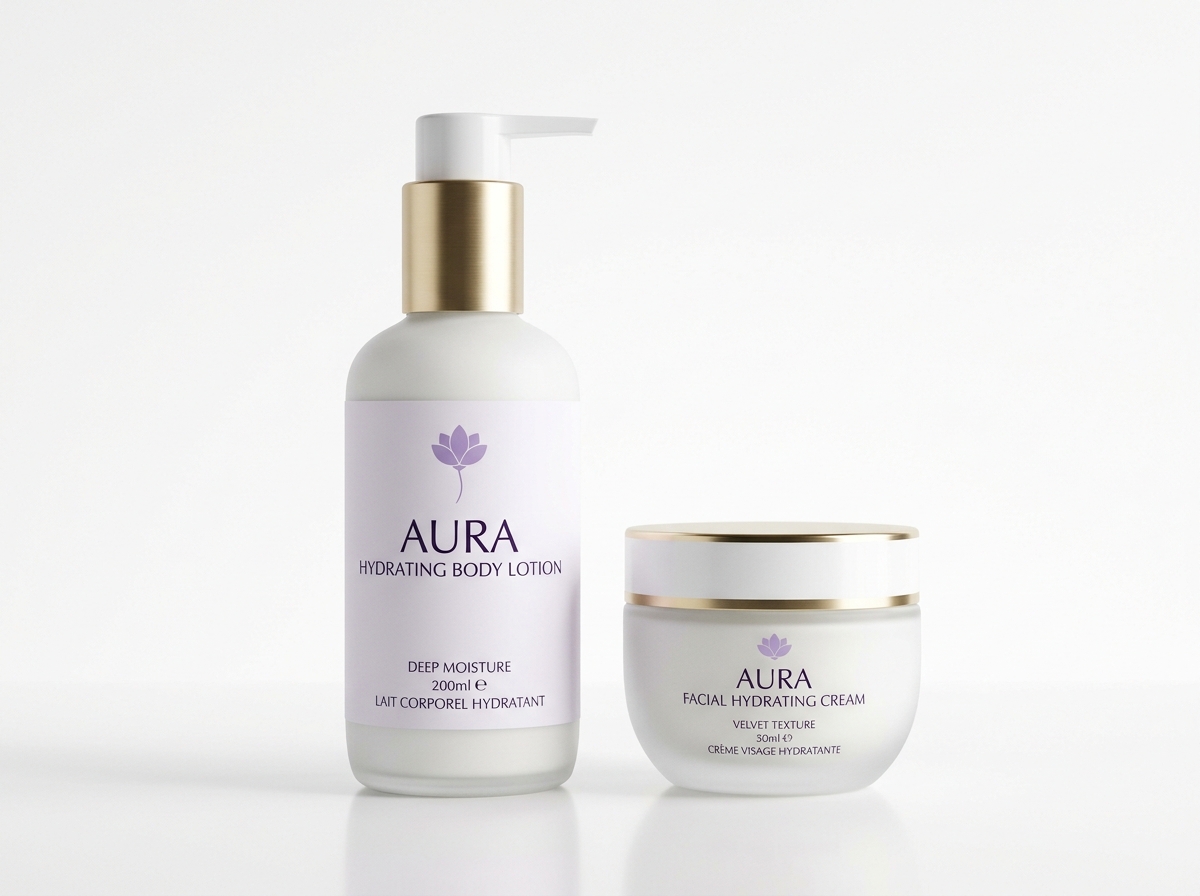 AURA
HYDRATING BODY LOTION
DEEP MOISTURE
200ml ℮
LAIT CORPOREL HYDRATANT
AURA
FACIAL HYDRATING CREAM
VELVET TEXTURE
CRÈME VISAGE HYDRATANTE